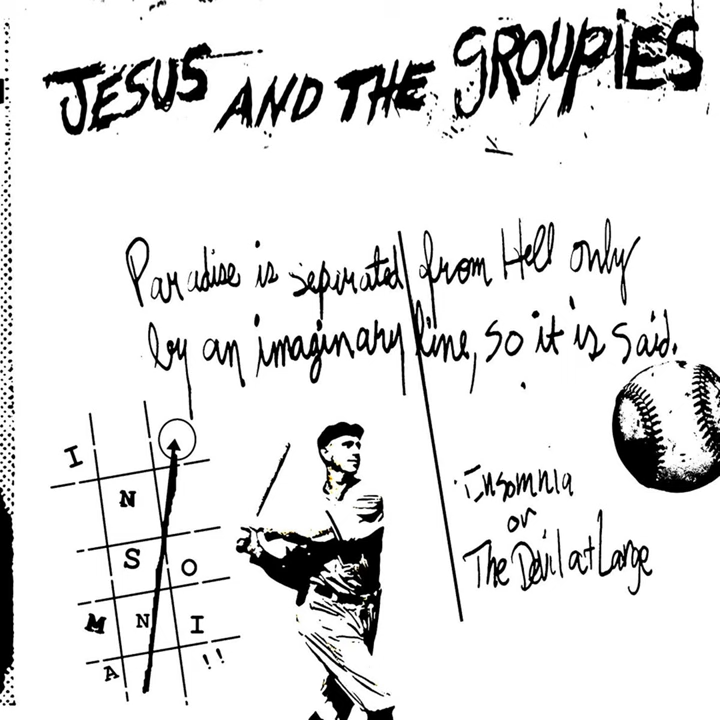 JESUS AND THE GROUPIES
Paradise is seperated from Hell only
by an imaginary line, so it is said.
I
N
S O
M N I
A !!
Insomnia
or
The Devil at Large